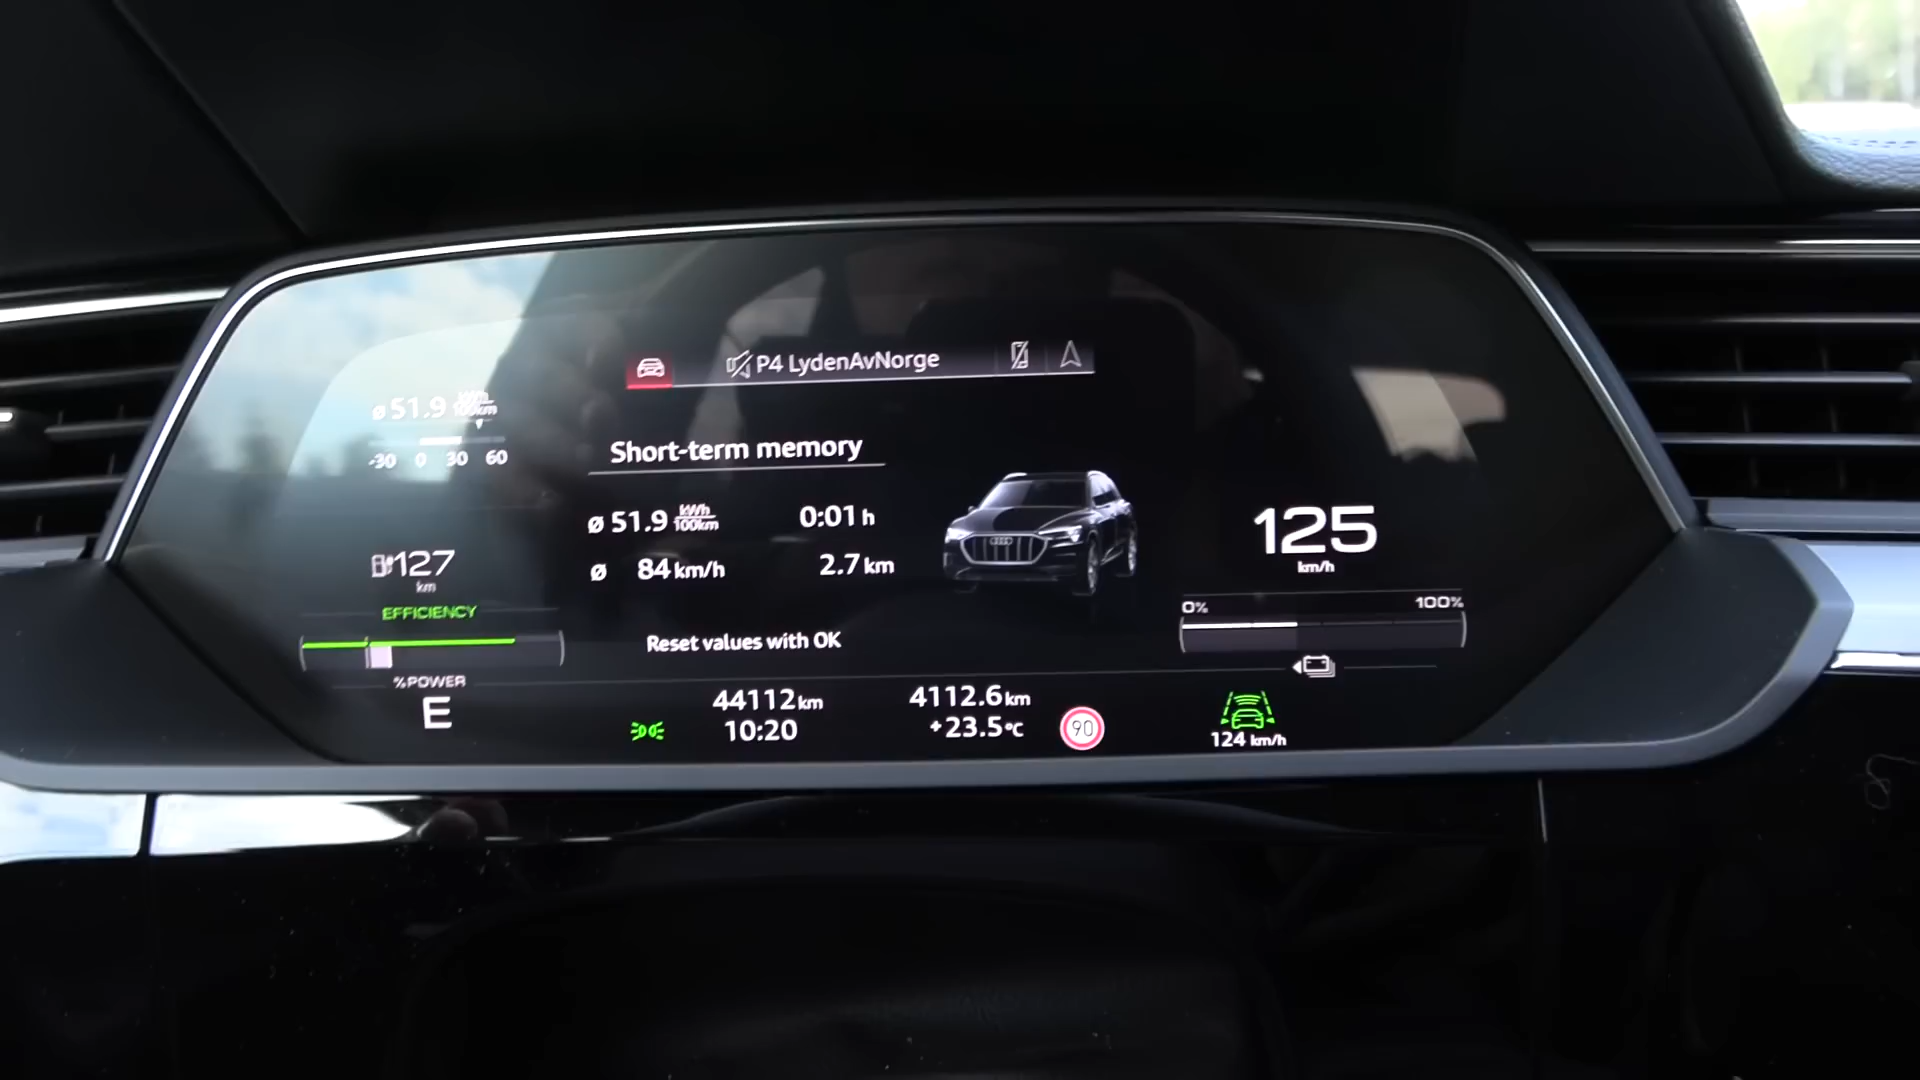 P4 LydenAvNorge
ø 51.9 kWh/100km
-30 0 30 60
Short-term memory
ø 51.9 kWh/100km 0:01 h
ø 84 km/h 2.7 km
Reset values with OK
127
km
EFFICIENCY
%POWER
E
125
km/h
0% 100%
44112 km 4112.6 km
10:20 +23.5°C
90
124 km/h